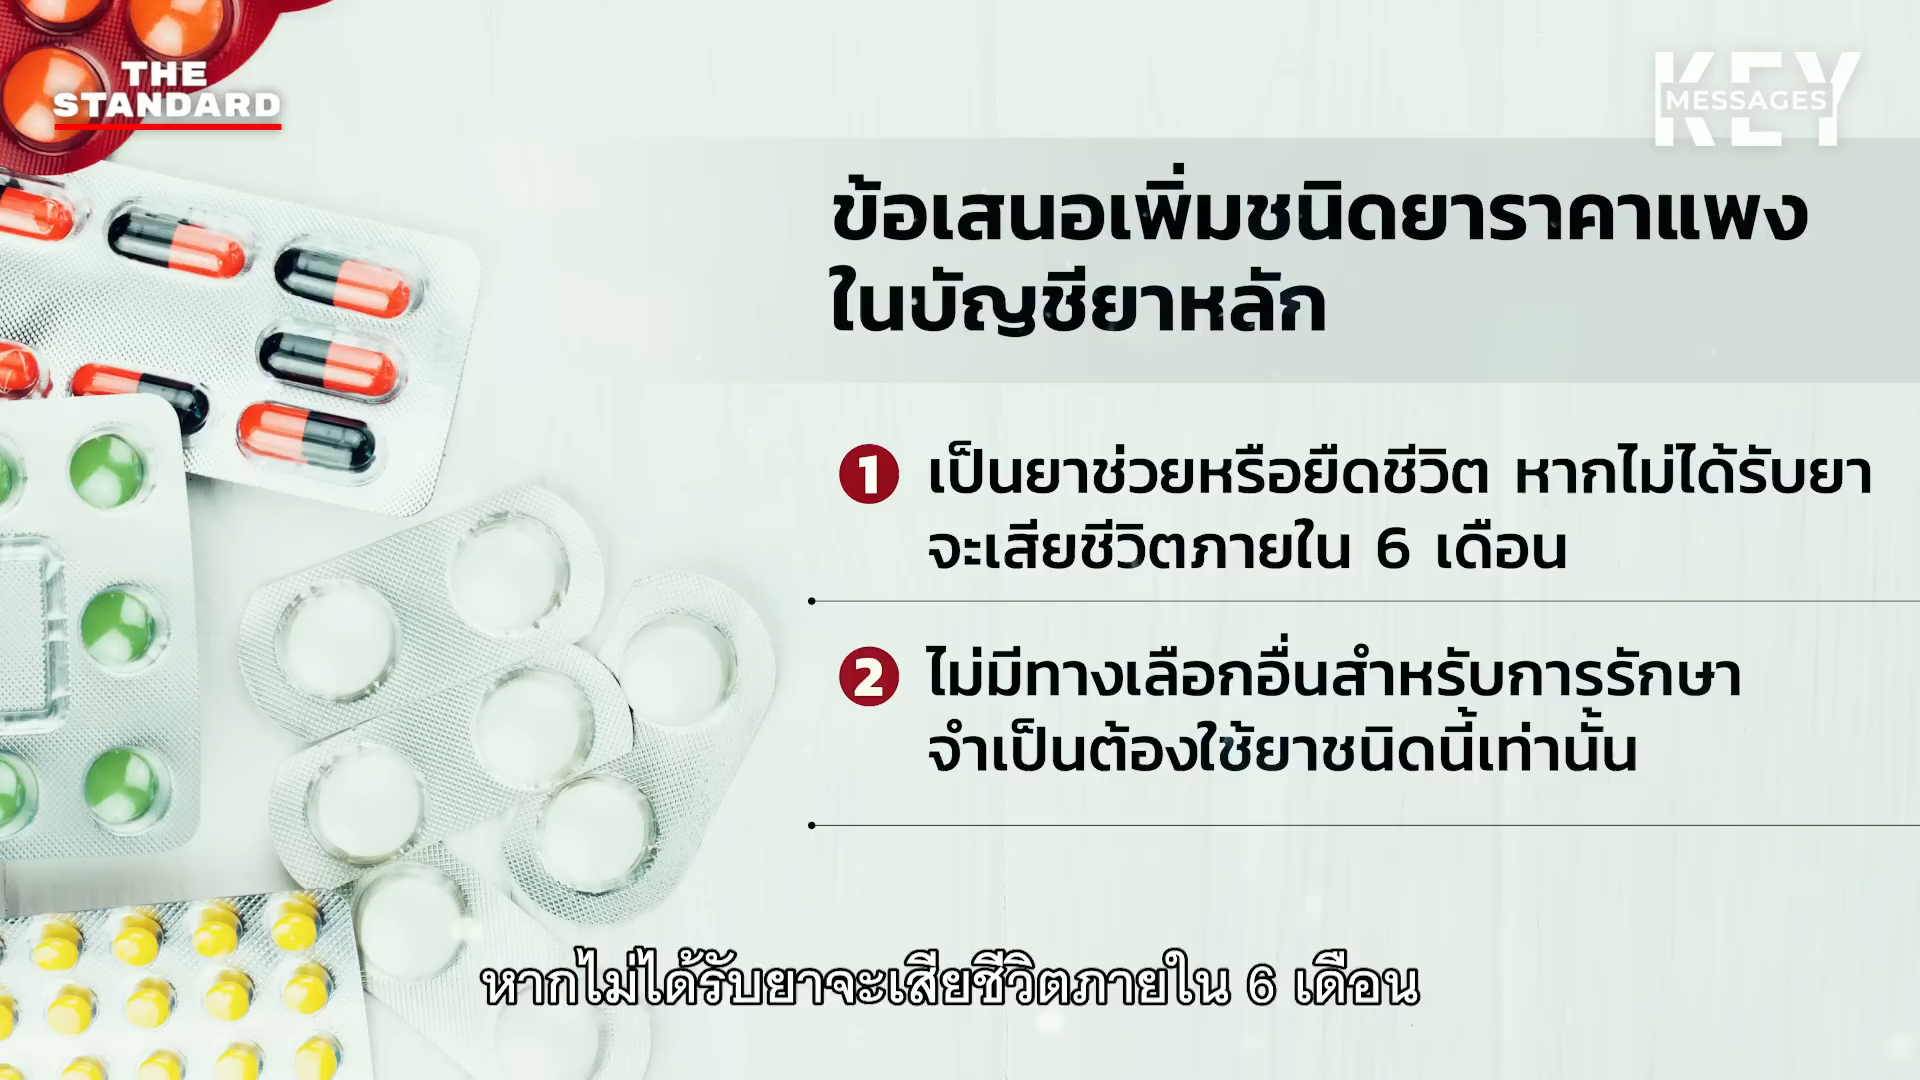 THE
STANDARD
KEY
MESSAGES
ข้อเสนอเพิ่มชนิดยาราคาแพง
ในบัญชียาหลัก
1 เป็นยาช่วยหรือยืดชีวิต หากไม่ได้รับยา
จะเสียชีวิตภายใน 6 เดือน
2 ไม่มีทางเลือกอื่นสำหรับการรักษา
จำเป็นต้องใช้ยาชนิดนี้เท่านั้น
หากไม่ได้รับยาจะเสียชีวิตภายใน 6 เดือน